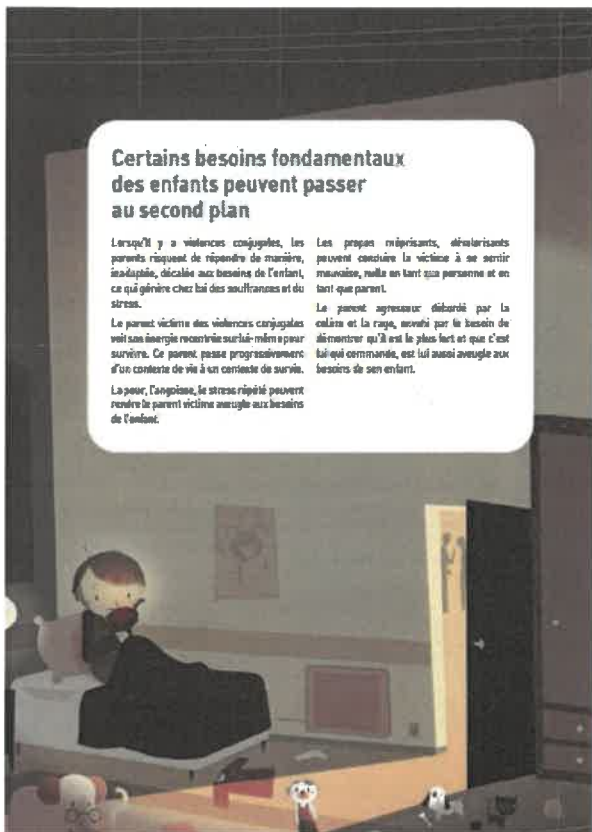 Certains besoins fondamentaux
des enfants peuvent passer
au second plan
Lorsqu'il y a violences conjugales, les
parents risquent de répondre de manière,
inadaptée, décalée aux besoins de l'enfant,
ce qui génère chez lui des souffrances et du
stress.
Le parent victime des violences conjugales
voit son énergie recentrée sur lui-même pour
survivre. Ce parent passe progressivement
d'un contexte de vie à un contexte de survie.
La peur, l'angoisse, le stress répété peuvent
rendre le parent victime aveugle aux besoins
de l'enfant.
Les propos méprisants, dévalorisants
peuvent conduire la victime à se sentir
mauvaise, nulle en tant que personne et en
tant que parent.
Le parent agresseur débordé par la
colère et la rage, envahi par le besoin de
démontrer qu'il est le plus fort et que c'est
lui qui commande, est lui aussi aveugle aux
besoins de son enfant.